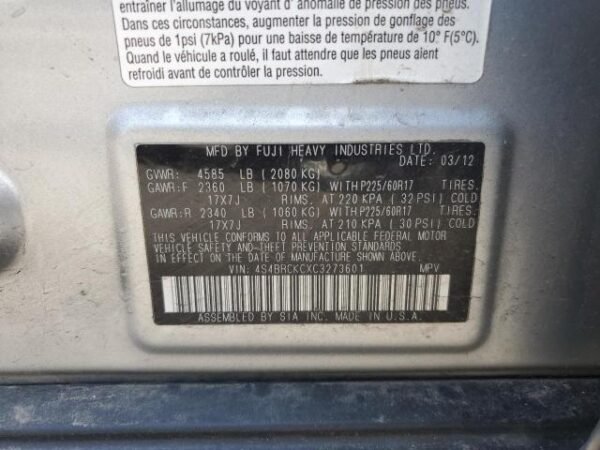 entraîner l'allumage du voyant d' anomalie de pression des pneus.
Dans ces circonstances, augmenter la pression de gonflage des
pneus de 1psi (7kPa) pour une baisse de température de 10° F(5°C).
Quand le véhicule a roulé, il faut attendre que les pneus aient
refroidi avant de contrôler la pression.
MFD BY FUJI HEAVY INDUSTRIES LTD.
DATE: 03/12
GVWR: 4585 LB ( 2080 KG)
GAWR:F 2360 LB ( 1070 KG) WITH P225/60R17 TIRES.
17X7J RIMS. AT 220 KPA ( 32 PSI) COLD
GAWR:R 2340 LB ( 1060 KG) WITH P225/60R17 TIRES.
17X7J RIMS. AT 210 KPA ( 30 PSI) COLD
THIS VEHICLE CONFORMS TO ALL APPLICABLE FEDERAL MOTOR
VEHICLE SAFETY AND THEFT PREVENTION STANDARDS
IN EFFECT ON THE DATE OF MANUFACTURE SHOWN ABOVE.
VIN: 4S4BRCKCXC3273601 MPV
ASSEMBLED BY SIA INC. MADE IN U.S.A.